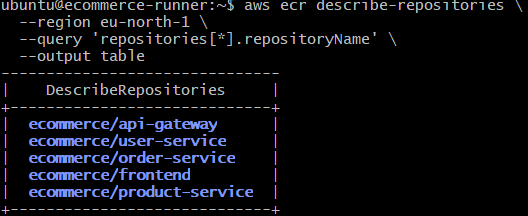 ubuntu@ecommerce-runner:~$ aws ecr describe-repositories \
  --region eu-north-1 \
  --query 'repositories[*].repositoryName' \
  --output table
------------------------------
|    DescribeRepositories    |
+----------------------------+
|  ecommerce/api-gateway     |
|  ecommerce/user-service    |
|  ecommerce/order-service   |
|  ecommerce/frontend        |
|  ecommerce/product-service |
+----------------------------+